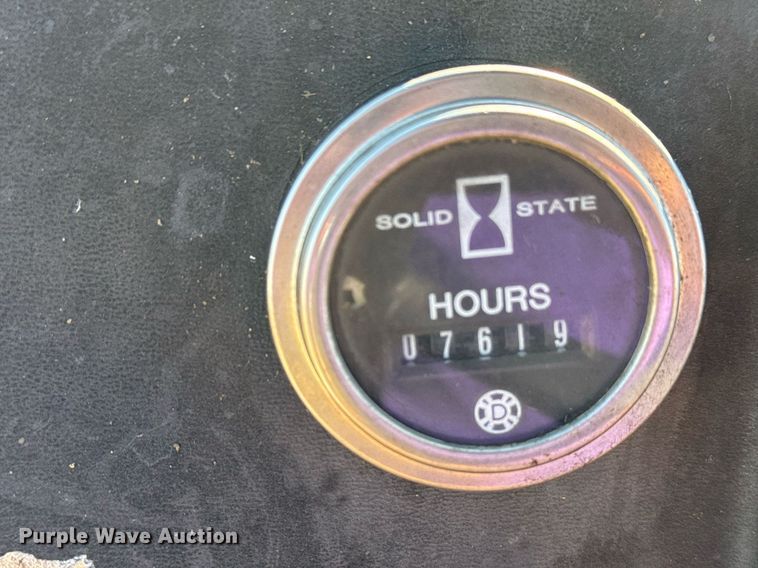 SOLID STATE
HOURS
07619
D
Purple Wave Auction